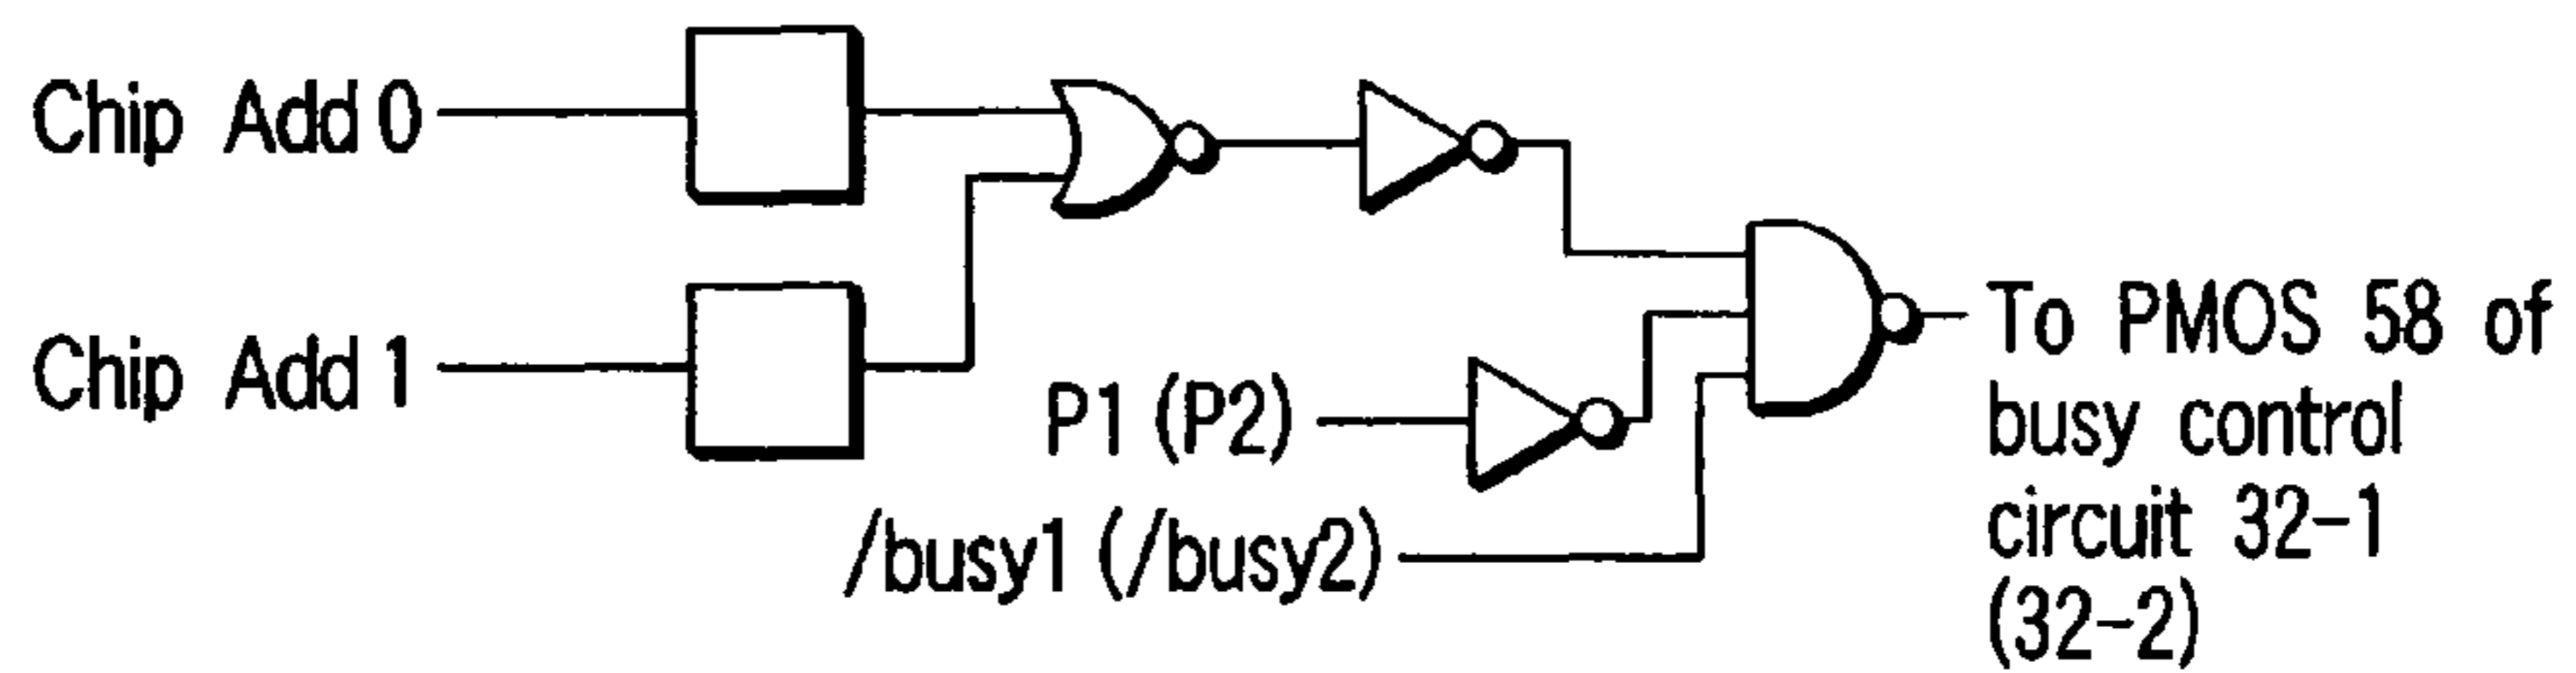 Chip Add 0
Chip Add 1
P1 (P2)
/busy1 (/busy2)
To PMOS 58 of
busy control
circuit 32-1
(32-2)